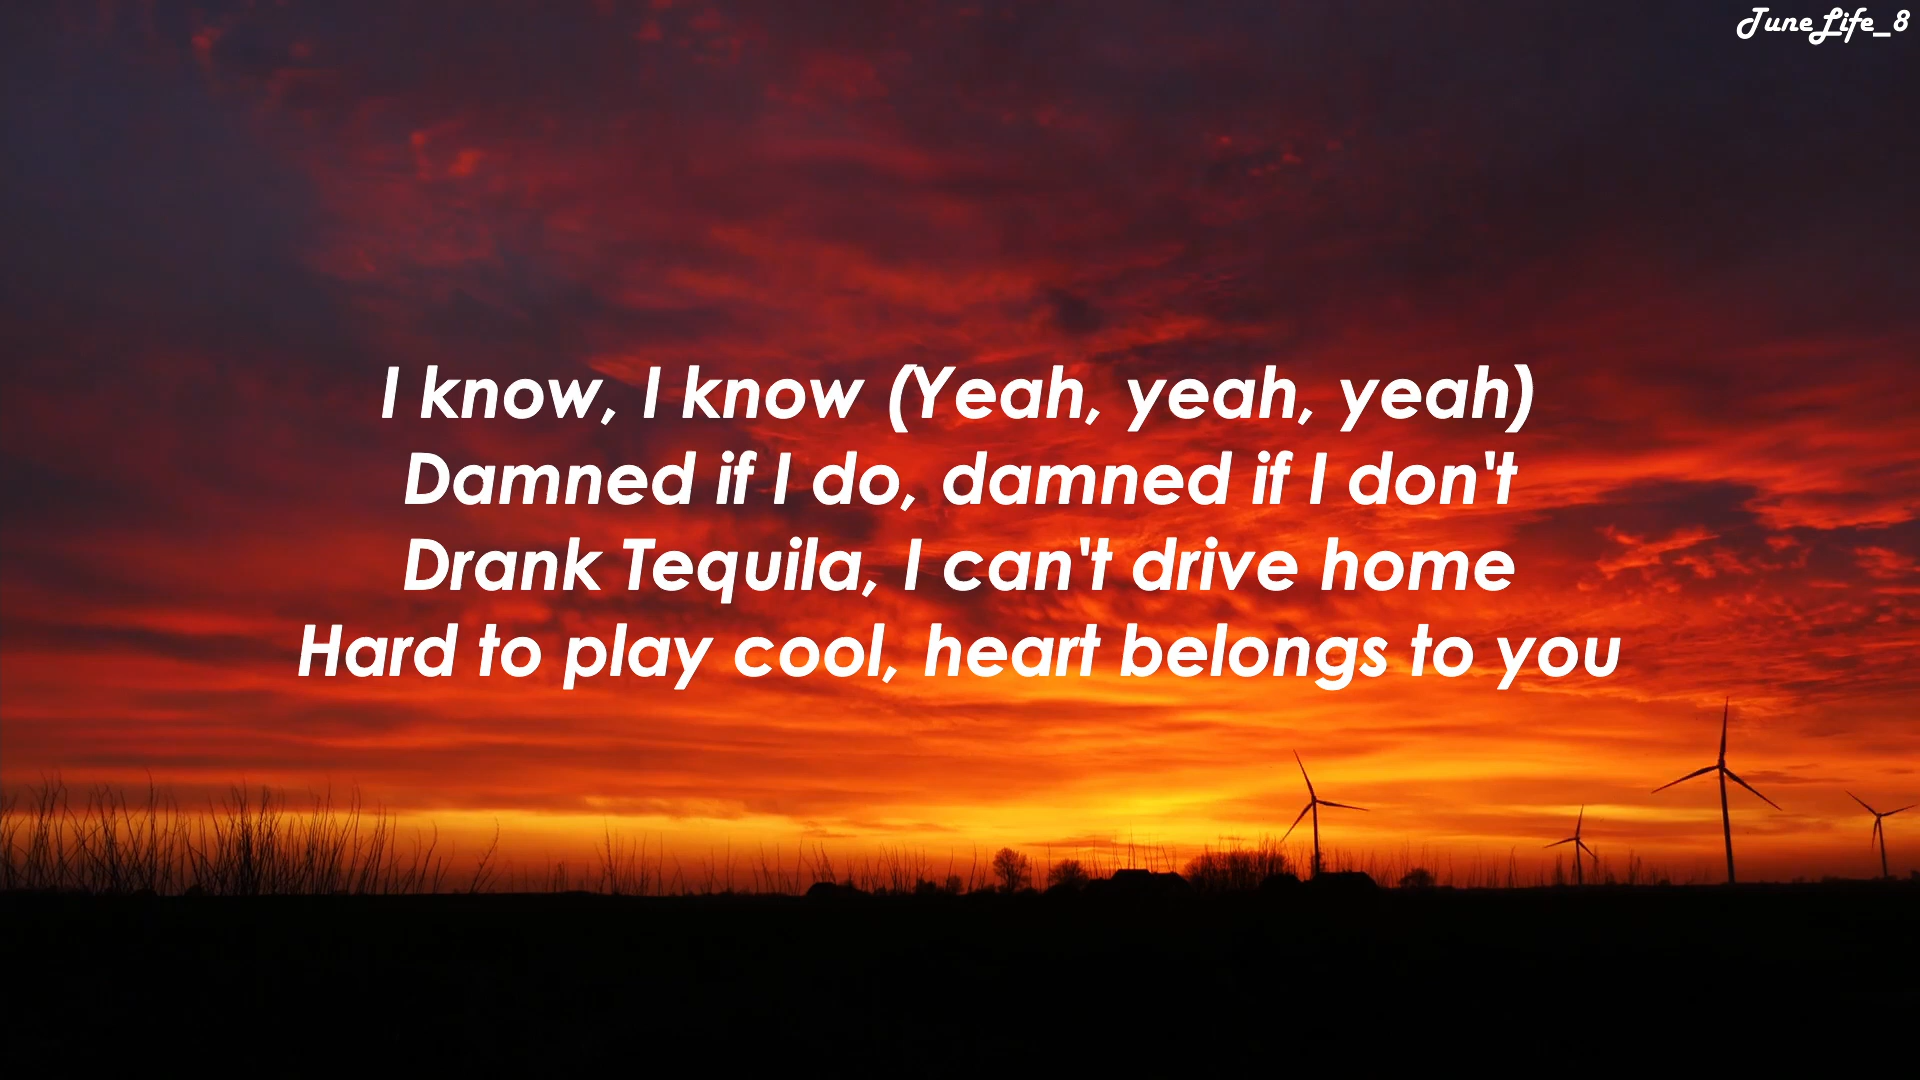 TuneLife_8
I know, I know (Yeah, yeah, yeah)
Damned if I do, damned if I don't
Drank Tequila, I can't drive home
Hard to play cool, heart belongs to you